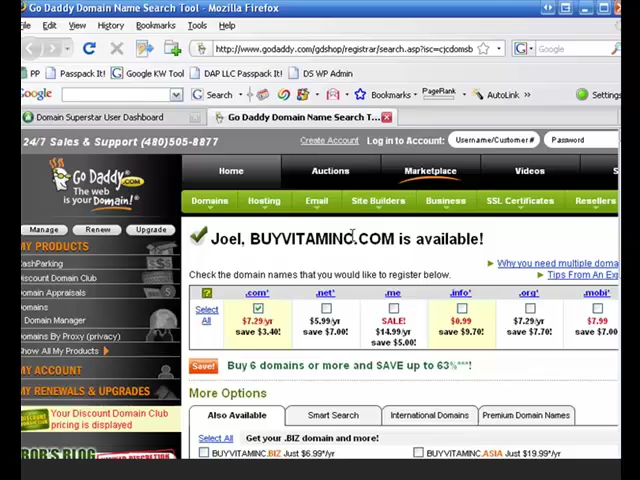 Go Daddy Domain Name Search Tool - Mozilla Firefox
File Edit View History Bookmarks Tools Help
http://www.godaddy.com/gdshop/registrar/search.asp?isc=cjcdomsb Google
PP Passpack It! Google KW Tool DAP LLC Passpack It! DS WP Admin
Google Search Bookmarks PageRank AutoLink Settings
Domain Superstar User Dashboard Go Daddy Domain Name Search T...
24/7 Sales & Support (480)505-8877 Create Account Log in to Account: Username/Customer # Password
Go Daddy.COM
The web
is your Domain!
Home Auctions Marketplace Videos S
Domains Hosting Email Site Builders Business SSL Certificates Resellers
Manage Renew Upgrade
MY PRODUCTS
CashParking
Discount Domain Club
Domain Appraisals
Domains
Domain Manager
Domains By Proxy (privacy)
Show All My Products
MY ACCOUNT
MY RENEWALS & UPGRADES
Your Discount Domain Club
pricing is displayed
BOB'S BLOG
Joel, BUYVITAMINC.COM is available!
Why you need multiple doma
Check the domain names that you would like to register below. Tips From An Exp
? .com* .net* .me .info* .org* .mobi*
Select All
$7.29/yr save $3.40!
$5.99/yr save $7.00!
SALE! $14.99/yr save $5.00!
$0.99 save $9.70!
$7.29/yr save $3.40!
$7.99 save $7.00
Save! Buy 6 domains or more and SAVE up to 63%***!
More Options
Also Available Smart Search International Domains Premium Domain Names
Select All Get your .BIZ domain and more!
BUYVITAMINC.BIZ Just $6.99*/yr BUYVITAMINC.ASIA Just $19.99*/yr